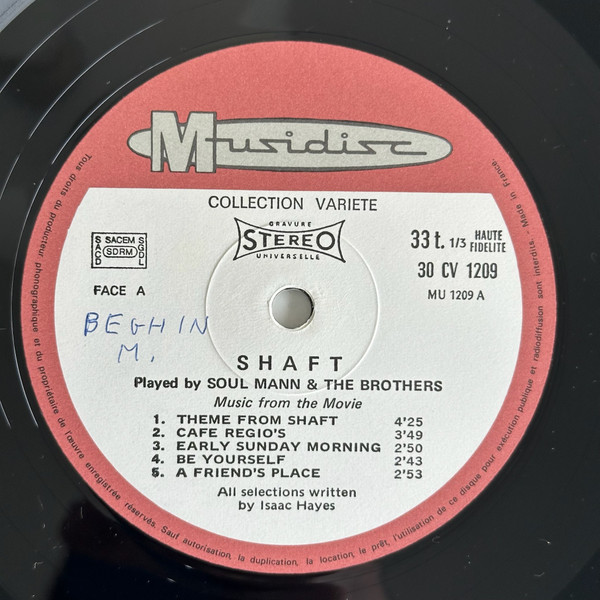 Musidisc
COLLECTION VARIETE
GRAVURE
STEREO
UNIVERSELLE
33 t. 1/3 HAUTE FIDELITE
30 CV 1209
MU 1209 A
SACEM
SACD
SDRM
SGDL
FACE A
BEGHIN
M.
SHAFT
Played by SOUL MANN & THE BROTHERS
Music from the Movie
1. THEME FROM SHAFT 4'25
2. CAFE REGIO'S 3'49
3. EARLY SUNDAY MORNING 2'50
4. BE YOURSELF 2'43
5. A FRIEND'S PLACE 2'53
All selections written
by Isaac Hayes
Tous droits du producteur phonographique et du propriétaire de l'œuvre enregistrée réservés. Sauf autorisation, la duplication, la location, le prêt, l'utilisation de ce disque pour exécution publique et radiodiffusion sont interdits. - Made in France.